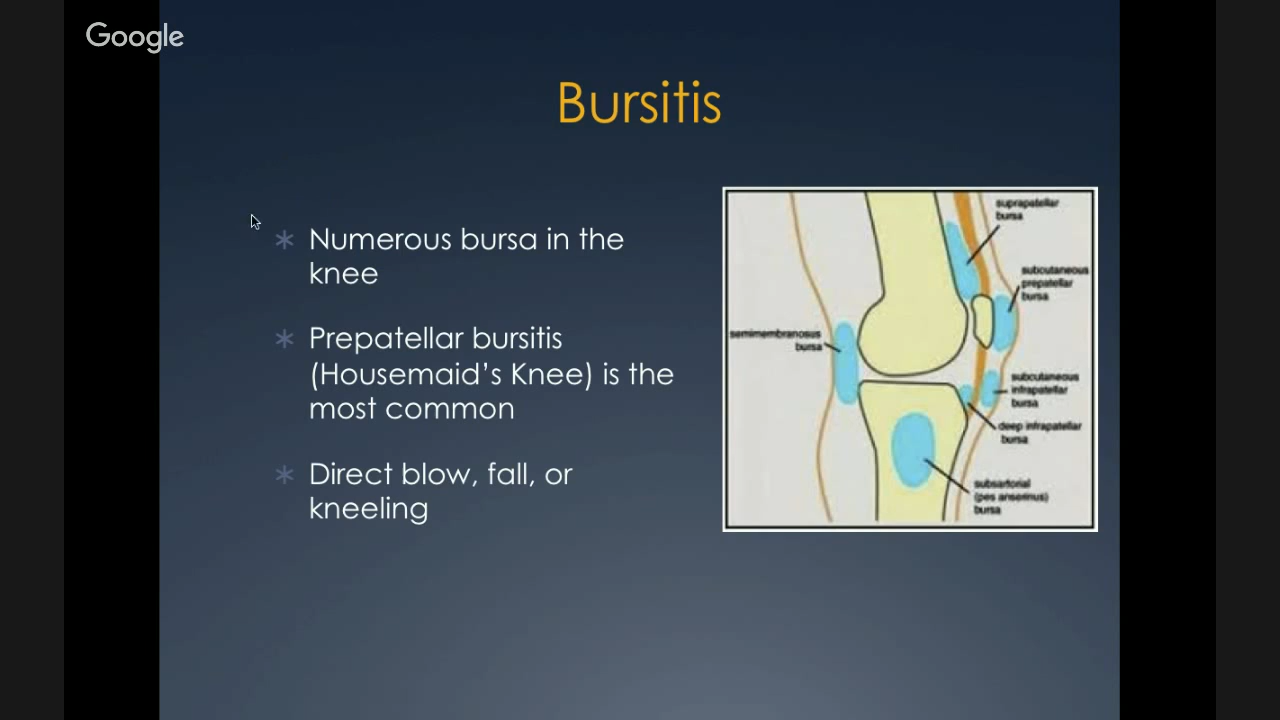 Google
Bursitis
Numerous bursa in the
knee
Prepatellar bursitis
(Housemaid’s Knee) is the
most common
Direct blow, fall, or
kneeling
suprapatellar
bursa
subcutaneous
prepatellar
bursa
semimembranosus
bursa
subcutaneous
infrapatellar
bursa
deep infrapatellar
bursa
subsartorial
(pes anserinus)
bursa